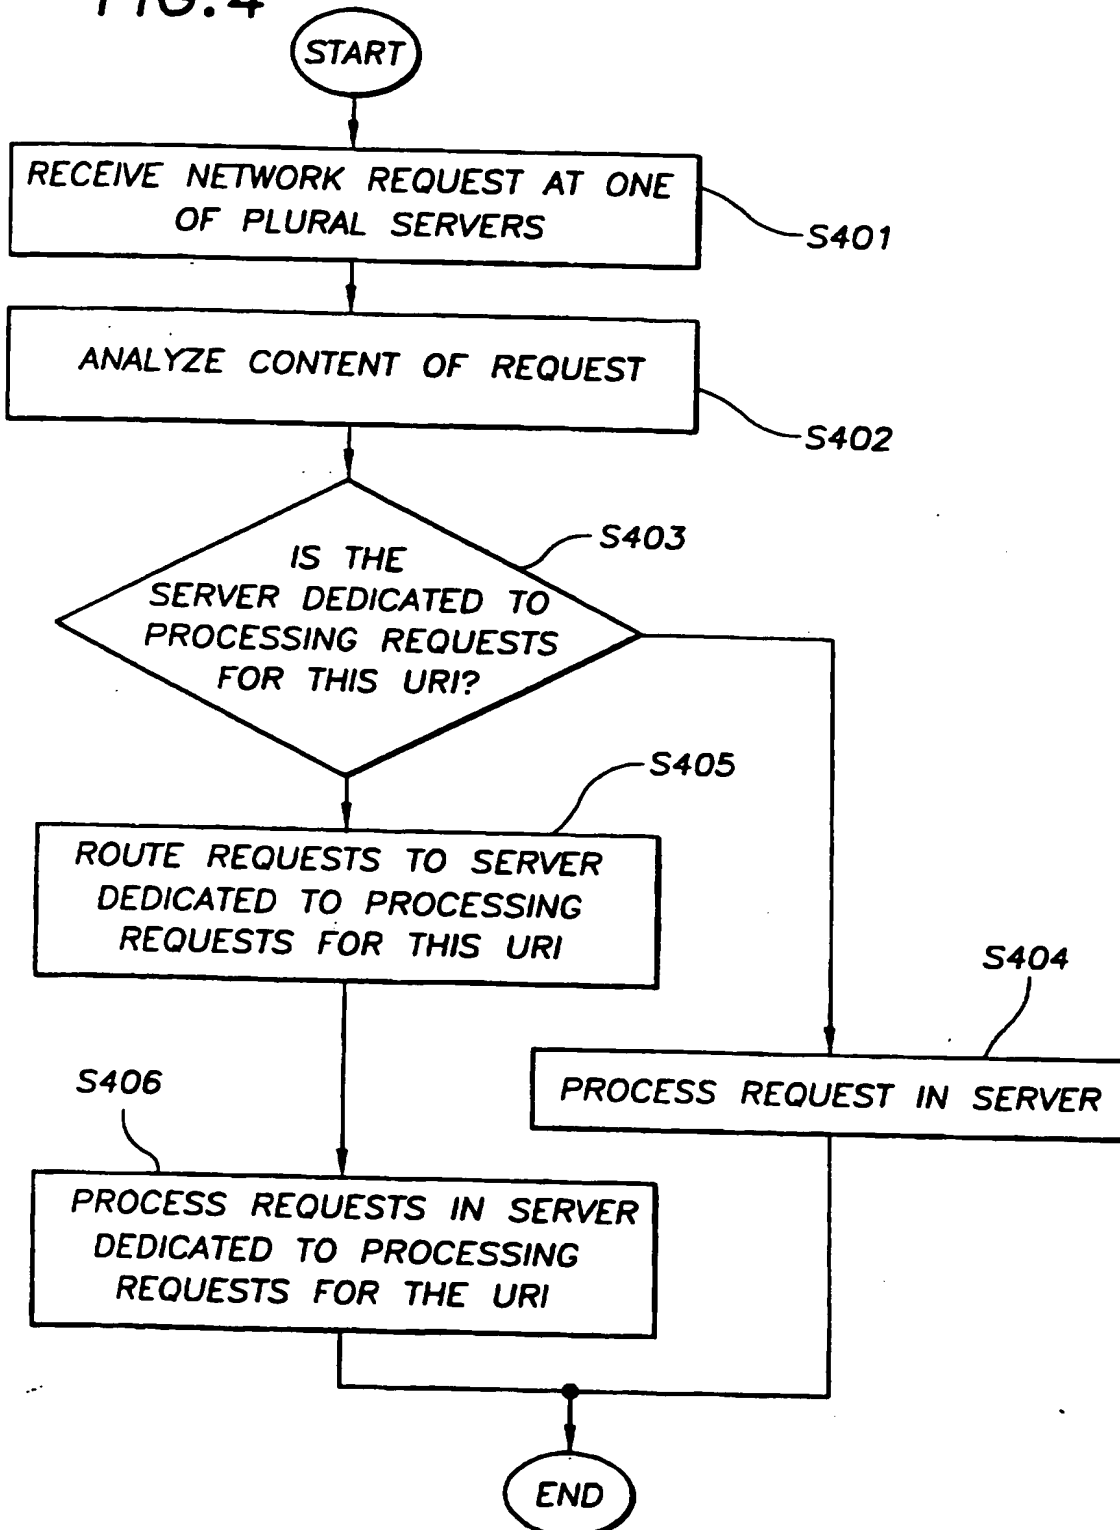 FIG. 4
START
RECEIVE NETWORK REQUEST AT ONE
OF PLURAL SERVERS
S401
ANALYZE CONTENT OF REQUEST
S402
S403
IS THE
SERVER DEDICATED TO
PROCESSING REQUESTS
FOR THIS URI?
S405
ROUTE REQUESTS TO SERVER
DEDICATED TO PROCESSING
REQUESTS FOR THIS URI
S404
PROCESS REQUEST IN SERVER
S406
PROCESS REQUESTS IN SERVER
DEDICATED TO PROCESSING
REQUESTS FOR THE URI
END